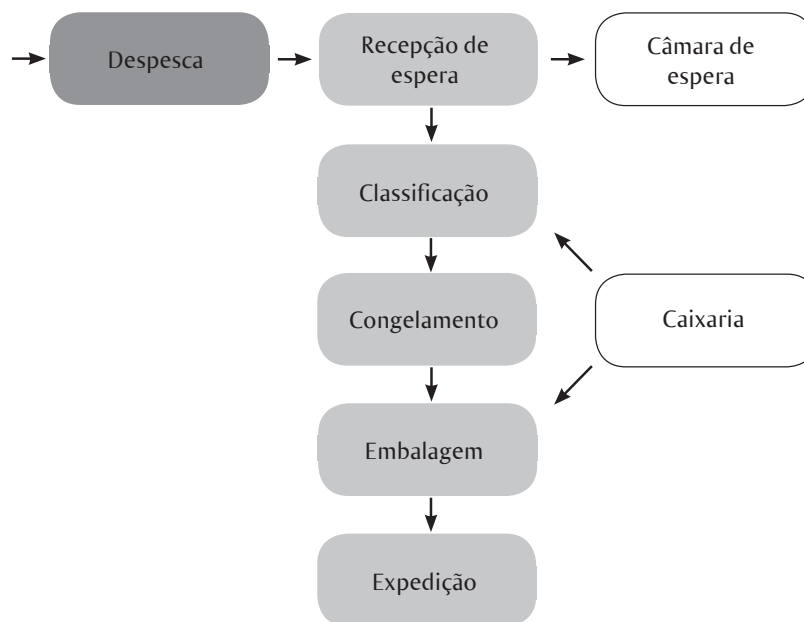 Despesca
Recepção de
espera
Câmara de
espera
Classificação
Congelamento
Caixaria
Embalagem
Expedição